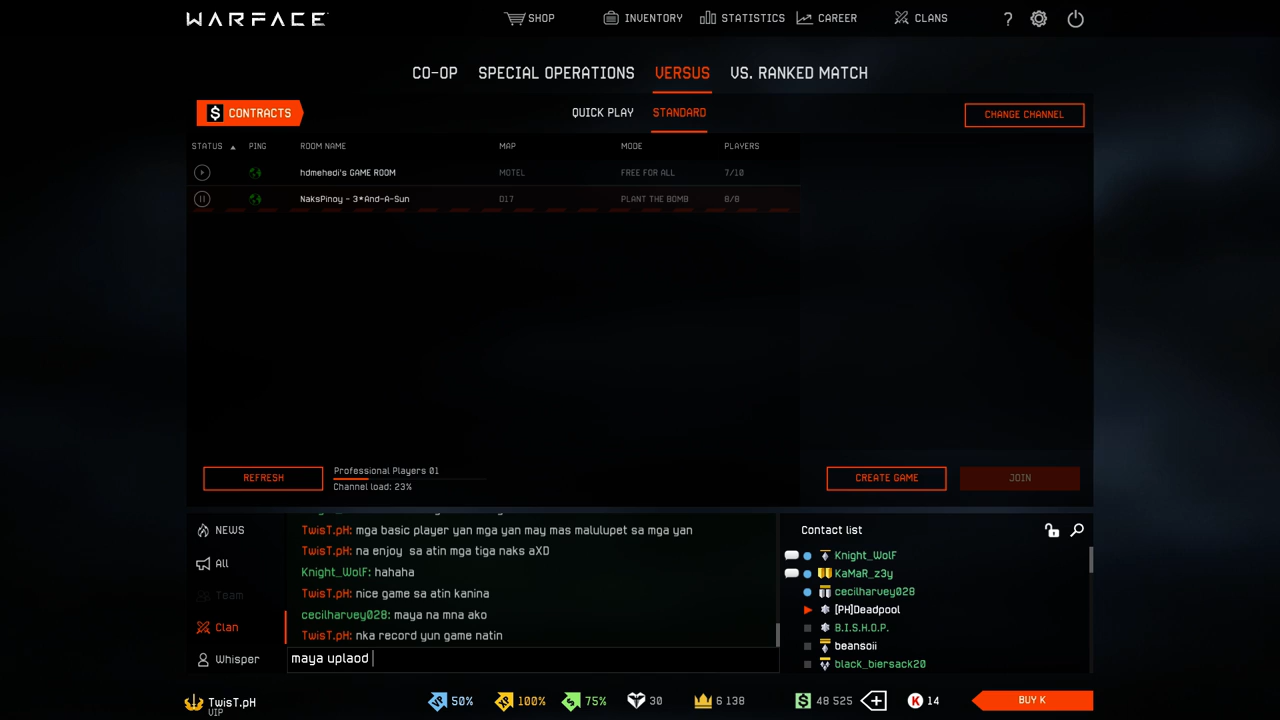 WARFACE
SHOP INVENTORY STATISTICS CAREER CLANS ?
CO-OP SPECIAL OPERATIONS VERSUS VS. RANKED MATCH
$ CONTRACTS QUICK PLAY STANDARD CHANGE CHANNEL
STATUS PING ROOM NAME MAP MODE PLAYERS
hdmehedi's GAME ROOM MOTEL FREE FOR ALL 7/10
NaksPinoy - 3*And-A-Sun D17 PLANT THE BOMB 8/8
Professional Players 01
REFRESH CREATE GAME JOIN
Channel load: 23%
NEWS
All
Team
Clan
Whisper
TwisT.pH: mga basic player yan mga yan may mas malulupet sa mga yan
TwisT.pH: na enjoy sa atin mga tiga naks aXD
Knight_WolF: hahaha
TwisT.pH: nice game sa atin kanina
cecilharvey028: maya na mna ako
TwisT.pH: nka record yun game natin
maya uplaod
Contact list
Knight_WolF
KaMaR_z3y
cecilharvey028
[PH]Deadpool
B.I.S.H.O.P.
beansoii
black_biersack20
TwisT.pH
VIP
50% 100% 75% 30 6 138 $ 48 525 K 14 BUY K